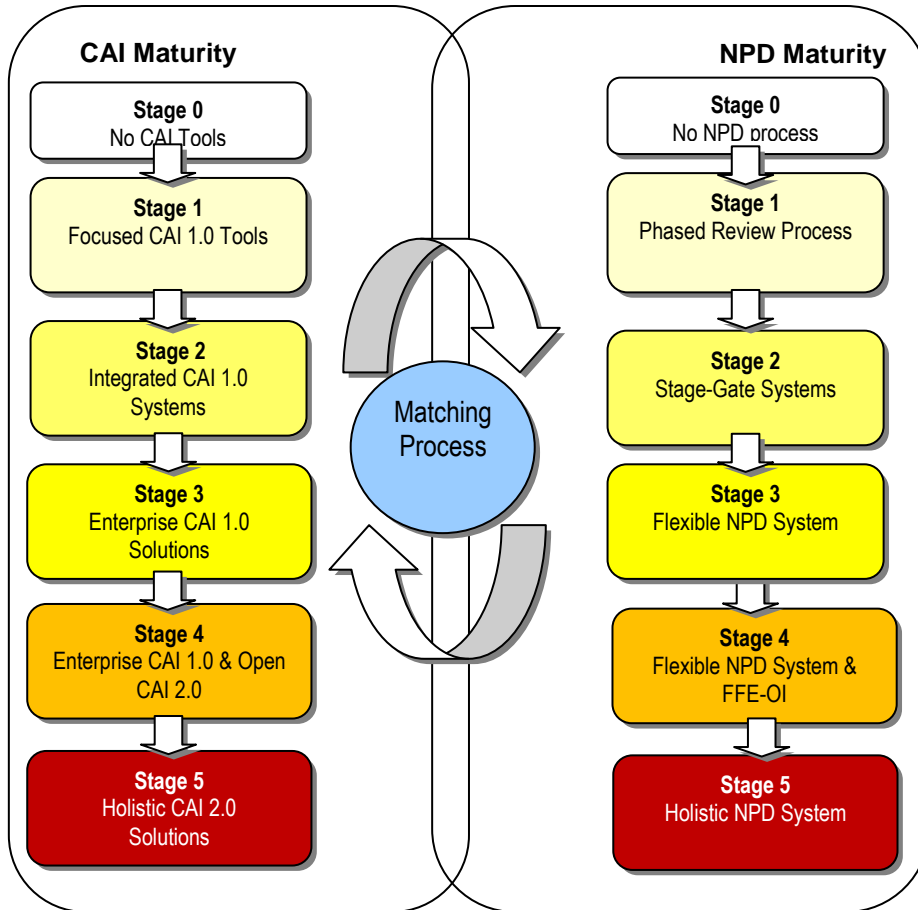 CAI Maturity
Stage 0
No CAI Tools
Stage 1
Focused CAI 1.0 Tools
Stage 2
Integrated CAI 1.0
Systems
Stage 3
Enterprise CAI 1.0
Solutions
Stage 4
Enterprise CAI 1.0 & Open
CAI 2.0
Stage 5
Holistic CAI 2.0
Solutions
Matching
Process
NPD Maturity
Stage 0
No NPD process
Stage 1
Phased Review Process
Stage 2
Stage-Gate Systems
Stage 3
Flexible NPD System
Stage 4
Flexible NPD System &
FFE-OI
Stage 5
Holistic NPD System